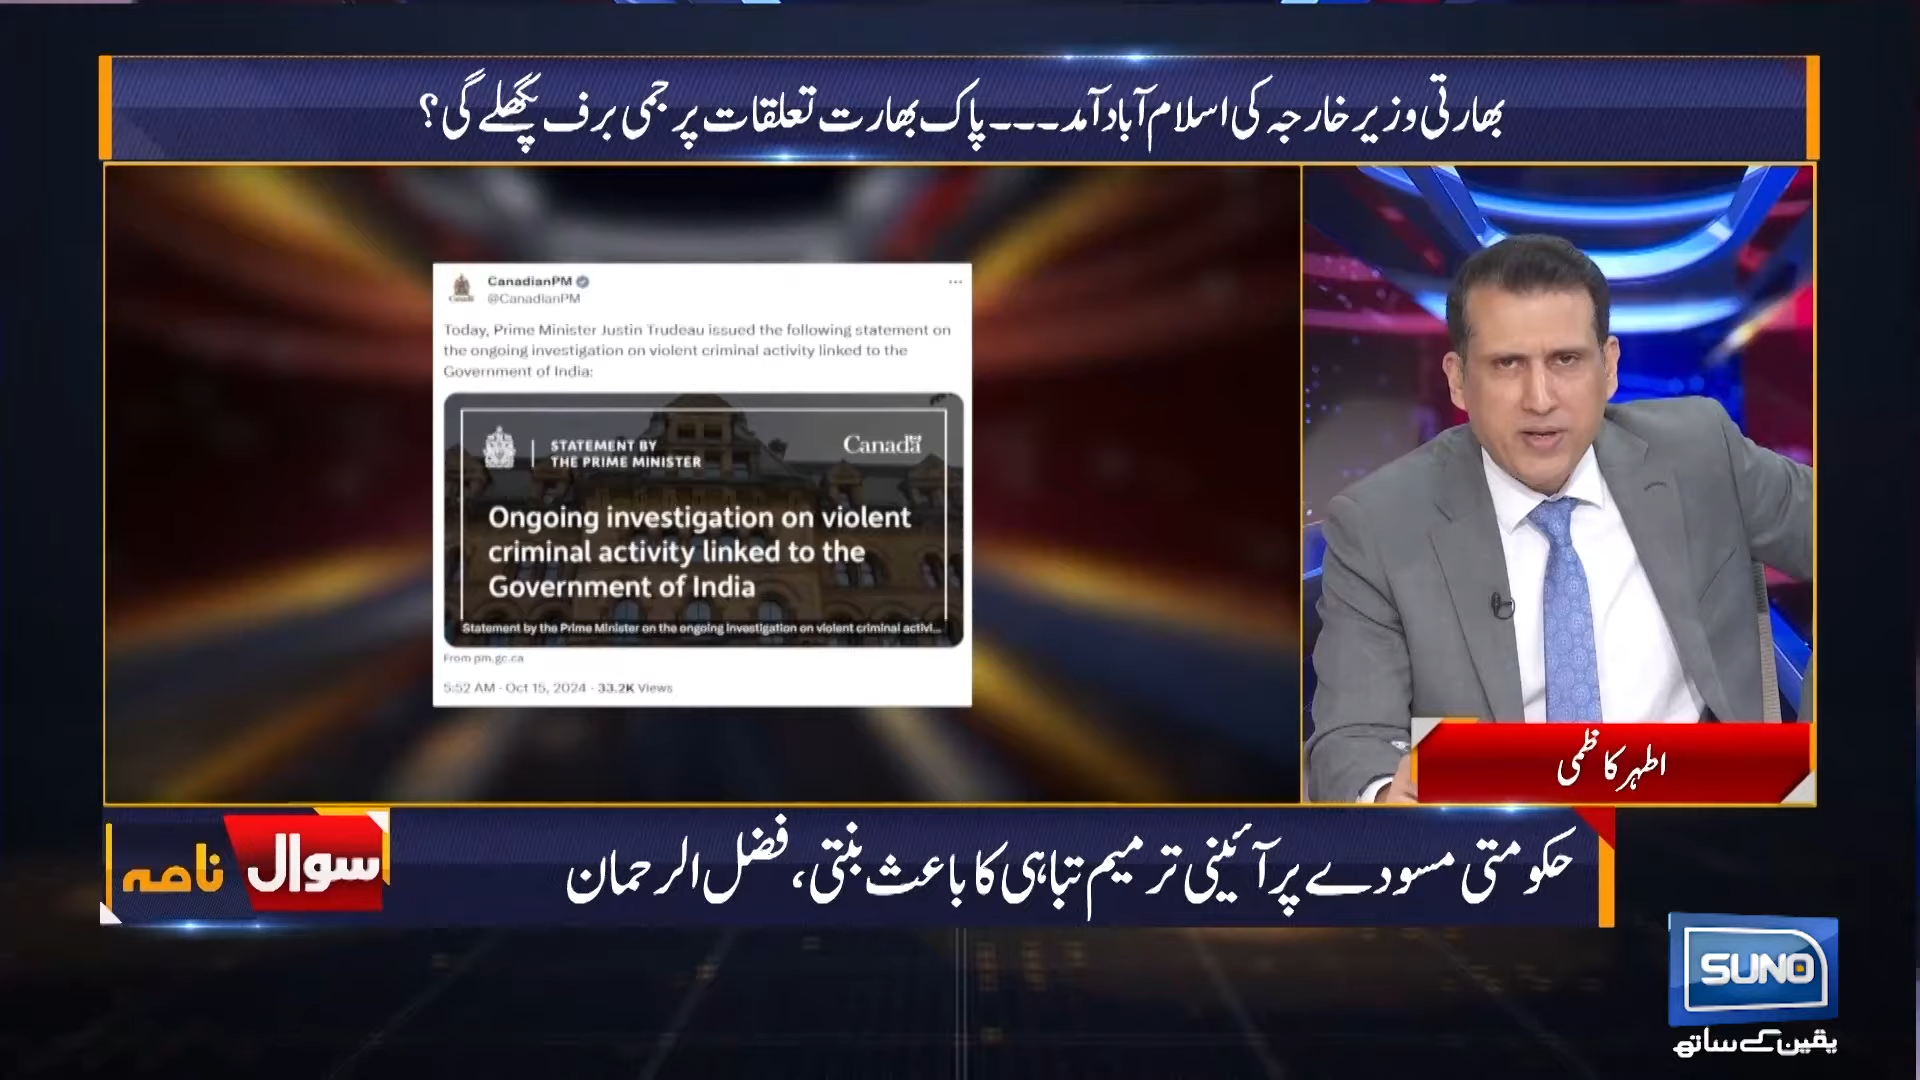 بھارتی وزیر خارجہ کی اسلام آباد آمد۔۔۔پاک بھارت تعلقات پر جمی برف پگھلے گی؟
CanadianPM
@CanadianPM
Today, Prime Minister Justin Trudeau issued the following statement on
the ongoing investigation on violent criminal activity linked to the
Government of India:
STATEMENT BY
THE PRIME MINISTER
Canada
Ongoing investigation on violent
criminal activity linked to the
Government of India
Statement by the Prime Minister on the ongoing investigation on violent criminal activi...
From pm.gc.ca
5:52 AM · Oct 15, 2024 · 33.2K Views
اطہر کاظمی
سوال نامہ
حکومتی مسودے پر آئینی ترمیم تباہی کا باعث بنتی، فضل الرحمان
SUNO
یقین کے ساتھ